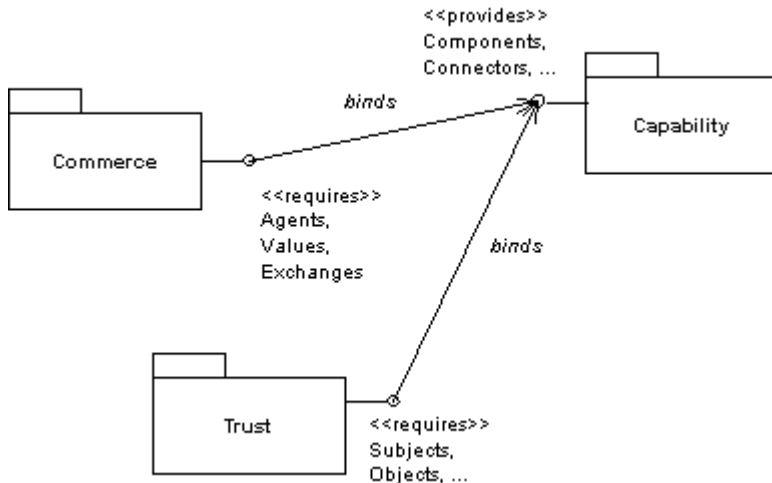 <<provides>>
Components,
Connectors, ...
binds
Capability
Commerce
<<requires>>
Agents,
Values,
Exchanges
binds
Trust
<<requires>>
Subjects,
Objects, ...